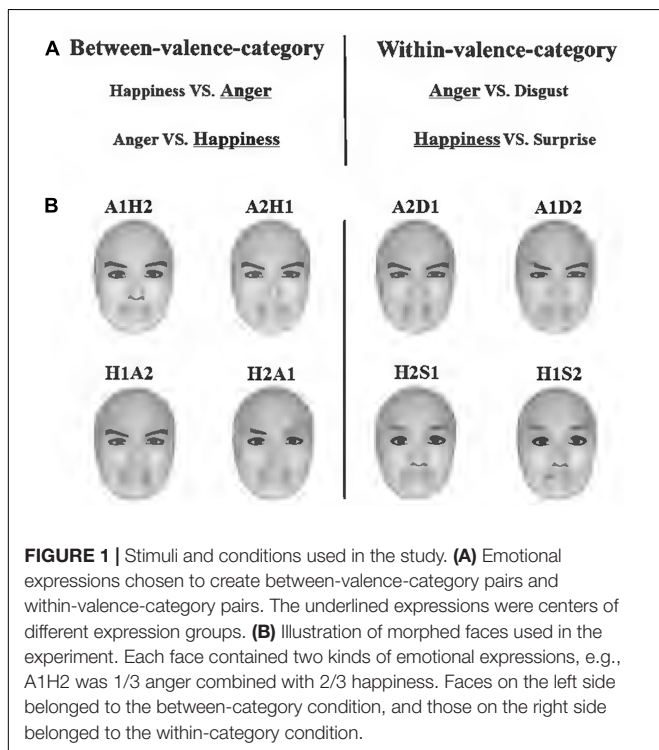 A Between-valence-category
Within-valence-category
Happiness VS. Anger
Anger VS. Disgust
Anger VS. Happiness
Happiness VS. Surprise
B
A1H2 A2H1 A2D1 A1D2
H1A2 H2A1 H2S1 H1S2
FIGURE 1 | Stimuli and conditions used in the study. (A) Emotional
expressions chosen to create between-valence-category pairs and
within-valence-category pairs. The underlined expressions were centers of
different expression groups. (B) Illustration of morphed faces used in the
experiment. Each face contained two kinds of emotional expressions, e.g.,
A1H2 was 1/3 anger combined with 2/3 happiness. Faces on the left side
belonged to the between-category condition, and those on the right side
belonged to the within-category condition.